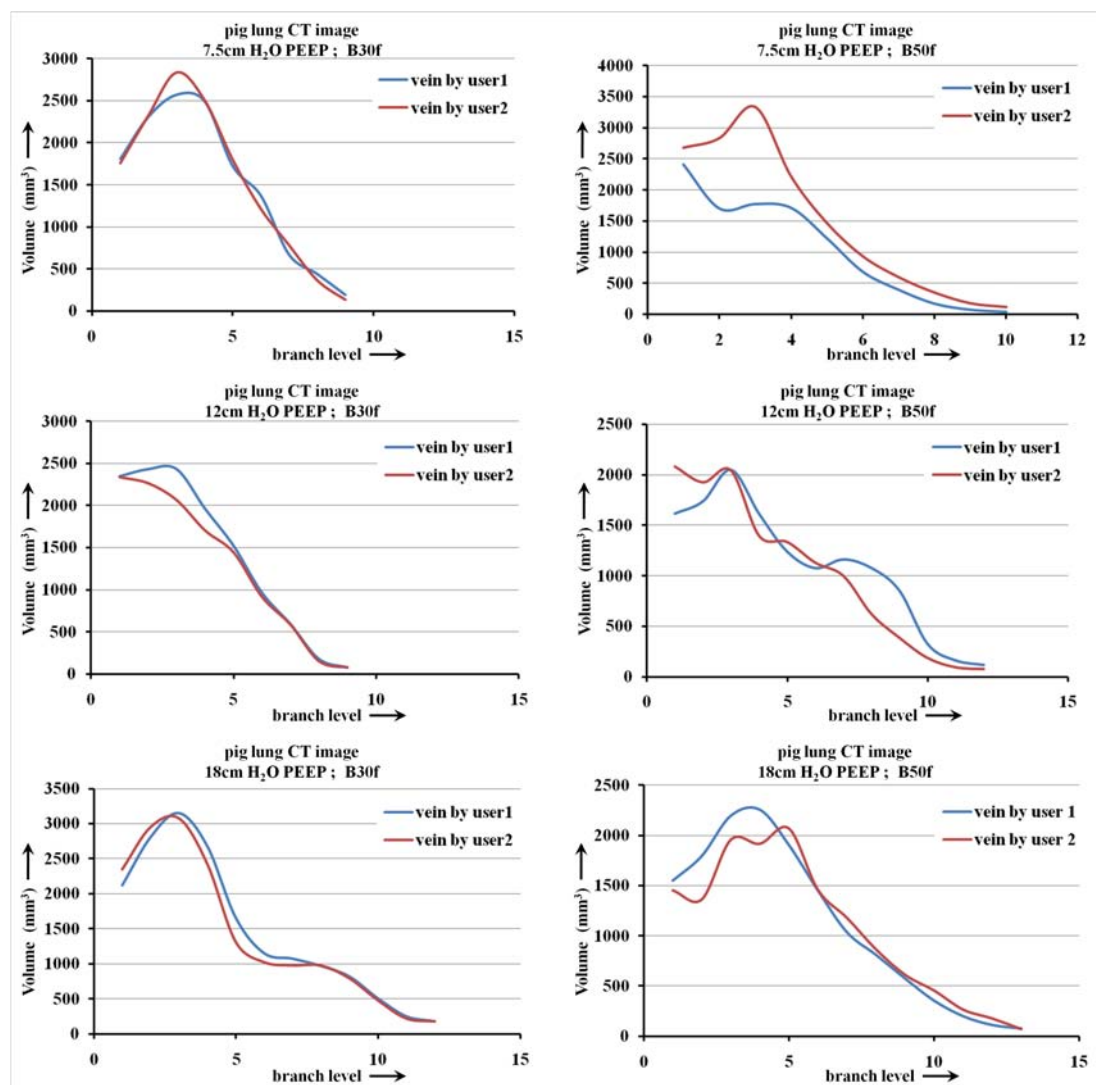 pig lung CT image
7.5cm H₂O PEEP ; B30f
3000
2500
2000
1500
1000
500
0
Volume (mm³)
vein by user1
vein by user2
0
5
10
15
branch level
pig lung CT image
7.5cm H₂O PEEP ; B50f
4000
3500
3000
2500
2000
1500
1000
500
0
Volume (mm³)
vein by user1
vein by user2
0
2
4
6
8
10
12
branch level
pig lung CT image
12cm H₂O PEEP ; B30f
3000
2500
2000
1500
1000
500
0
Volume (mm³)
vein by user1
vein by user2
0
5
10
15
branch level
pig lung CT image
12cm H₂O PEEP ; B50f
2500
2000
1500
1000
500
0
Volume (mm³)
vein by user1
vein by user2
0
5
10
15
branch level
pig lung CT image
18cm H₂O PEEP ; B30f
3500
3000
2500
2000
1500
1000
500
0
Volume (mm³)
vein by user1
vein by user2
0
5
10
15
branch level
pig lung CT image
18cm H₂O PEEP ; B50f
2500
2000
1500
1000
500
0
Volume (mm³)
vein by user 1
vein by user 2
0
5
10
15
branch level